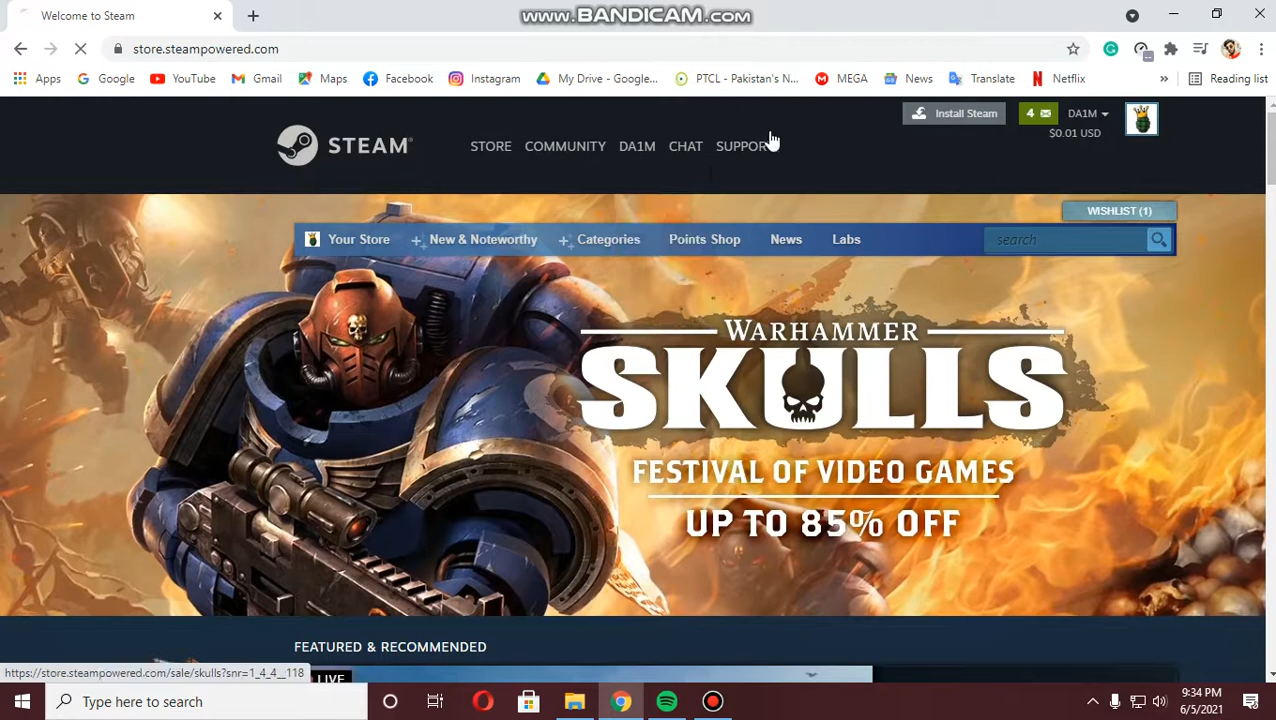 Welcome to Steam
www.BANDICAM.com
store.steampowered.com
Apps
Google
YouTube
Gmail
Maps
Facebook
Instagram
My Drive - Google...
PTCL - Pakistan's N...
MEGA
News
Translate
Netflix
Reading list
Install Steam
4
DA1M
$0.01 USD
STEAM
STORE
COMMUNITY
DA1M
CHAT
SUPPOR
WISHLIST (1)
Your Store
New & Noteworthy
Categories
Points Shop
News
Labs
search
WARHAMMER
SKULLS
FESTIVAL OF VIDEO GAMES
UP TO 85% OFF
FEATURED & RECOMMENDED
https://store.steampowered.com/sale/skulls?snr=1_4_4__118
LIVE
Type here to search
9:34 PM
6/5/2021